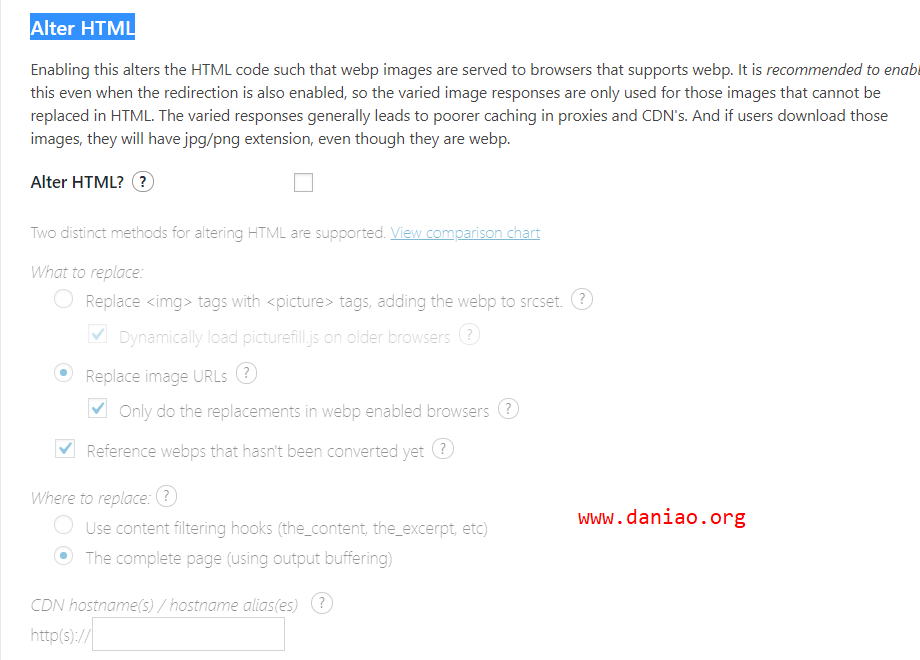 Alter HTML
Enabling this alters the HTML code such that webp images are served to browsers that supports webp. It is recommended to enabl
this even when the redirection is also enabled, so the varied image responses are only used for those images that cannot be
replaced in HTML. The varied responses generally leads to poorer caching in proxies and CDN's. And if users download those
images, they will have jpg/png extension, even though they are webp.
Alter HTML? ?
Two distinct methods for altering HTML are supported. View comparison chart
What to replace:
Replace <img> tags with <picture> tags, adding the webp to srcset. ?
Dynamically load picturefill.js on older browsers ?
Replace image URLs ?
Only do the replacements in webp enabled browsers ?
Reference webps that hasn't been converted yet ?
Where to replace: ?
www.daniao.org
Use content filtering hooks (the_content, the_excerpt, etc)
The complete page (using output buffering)
CDN hostname(s) / hostname alias(es) ?
http(s)://